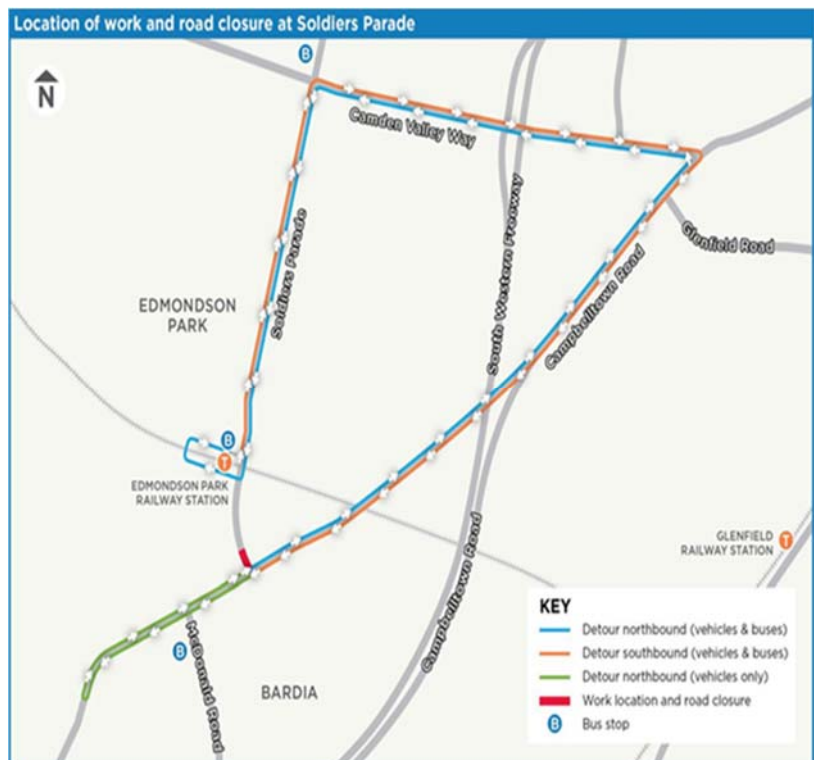 Location of work and road closure at Soldiers Parade
B
N
Camden Valley Way
Glenfield Road
South Western Freeway
Soldiers Parade
Campbelltown Road
EDMONDSON
PARK
B
T
EDMONDSON PARK
RAILWAY STATION
GLENFIELD
RAILWAY STATION
T
Campbelltown Road
McDonald Road
B
BARDIA
KEY
Detour northbound (vehicles & buses)
Detour southbound (vehicles & buses)
Detour northbound (vehicles only)
Work location and road closure
B Bus stop